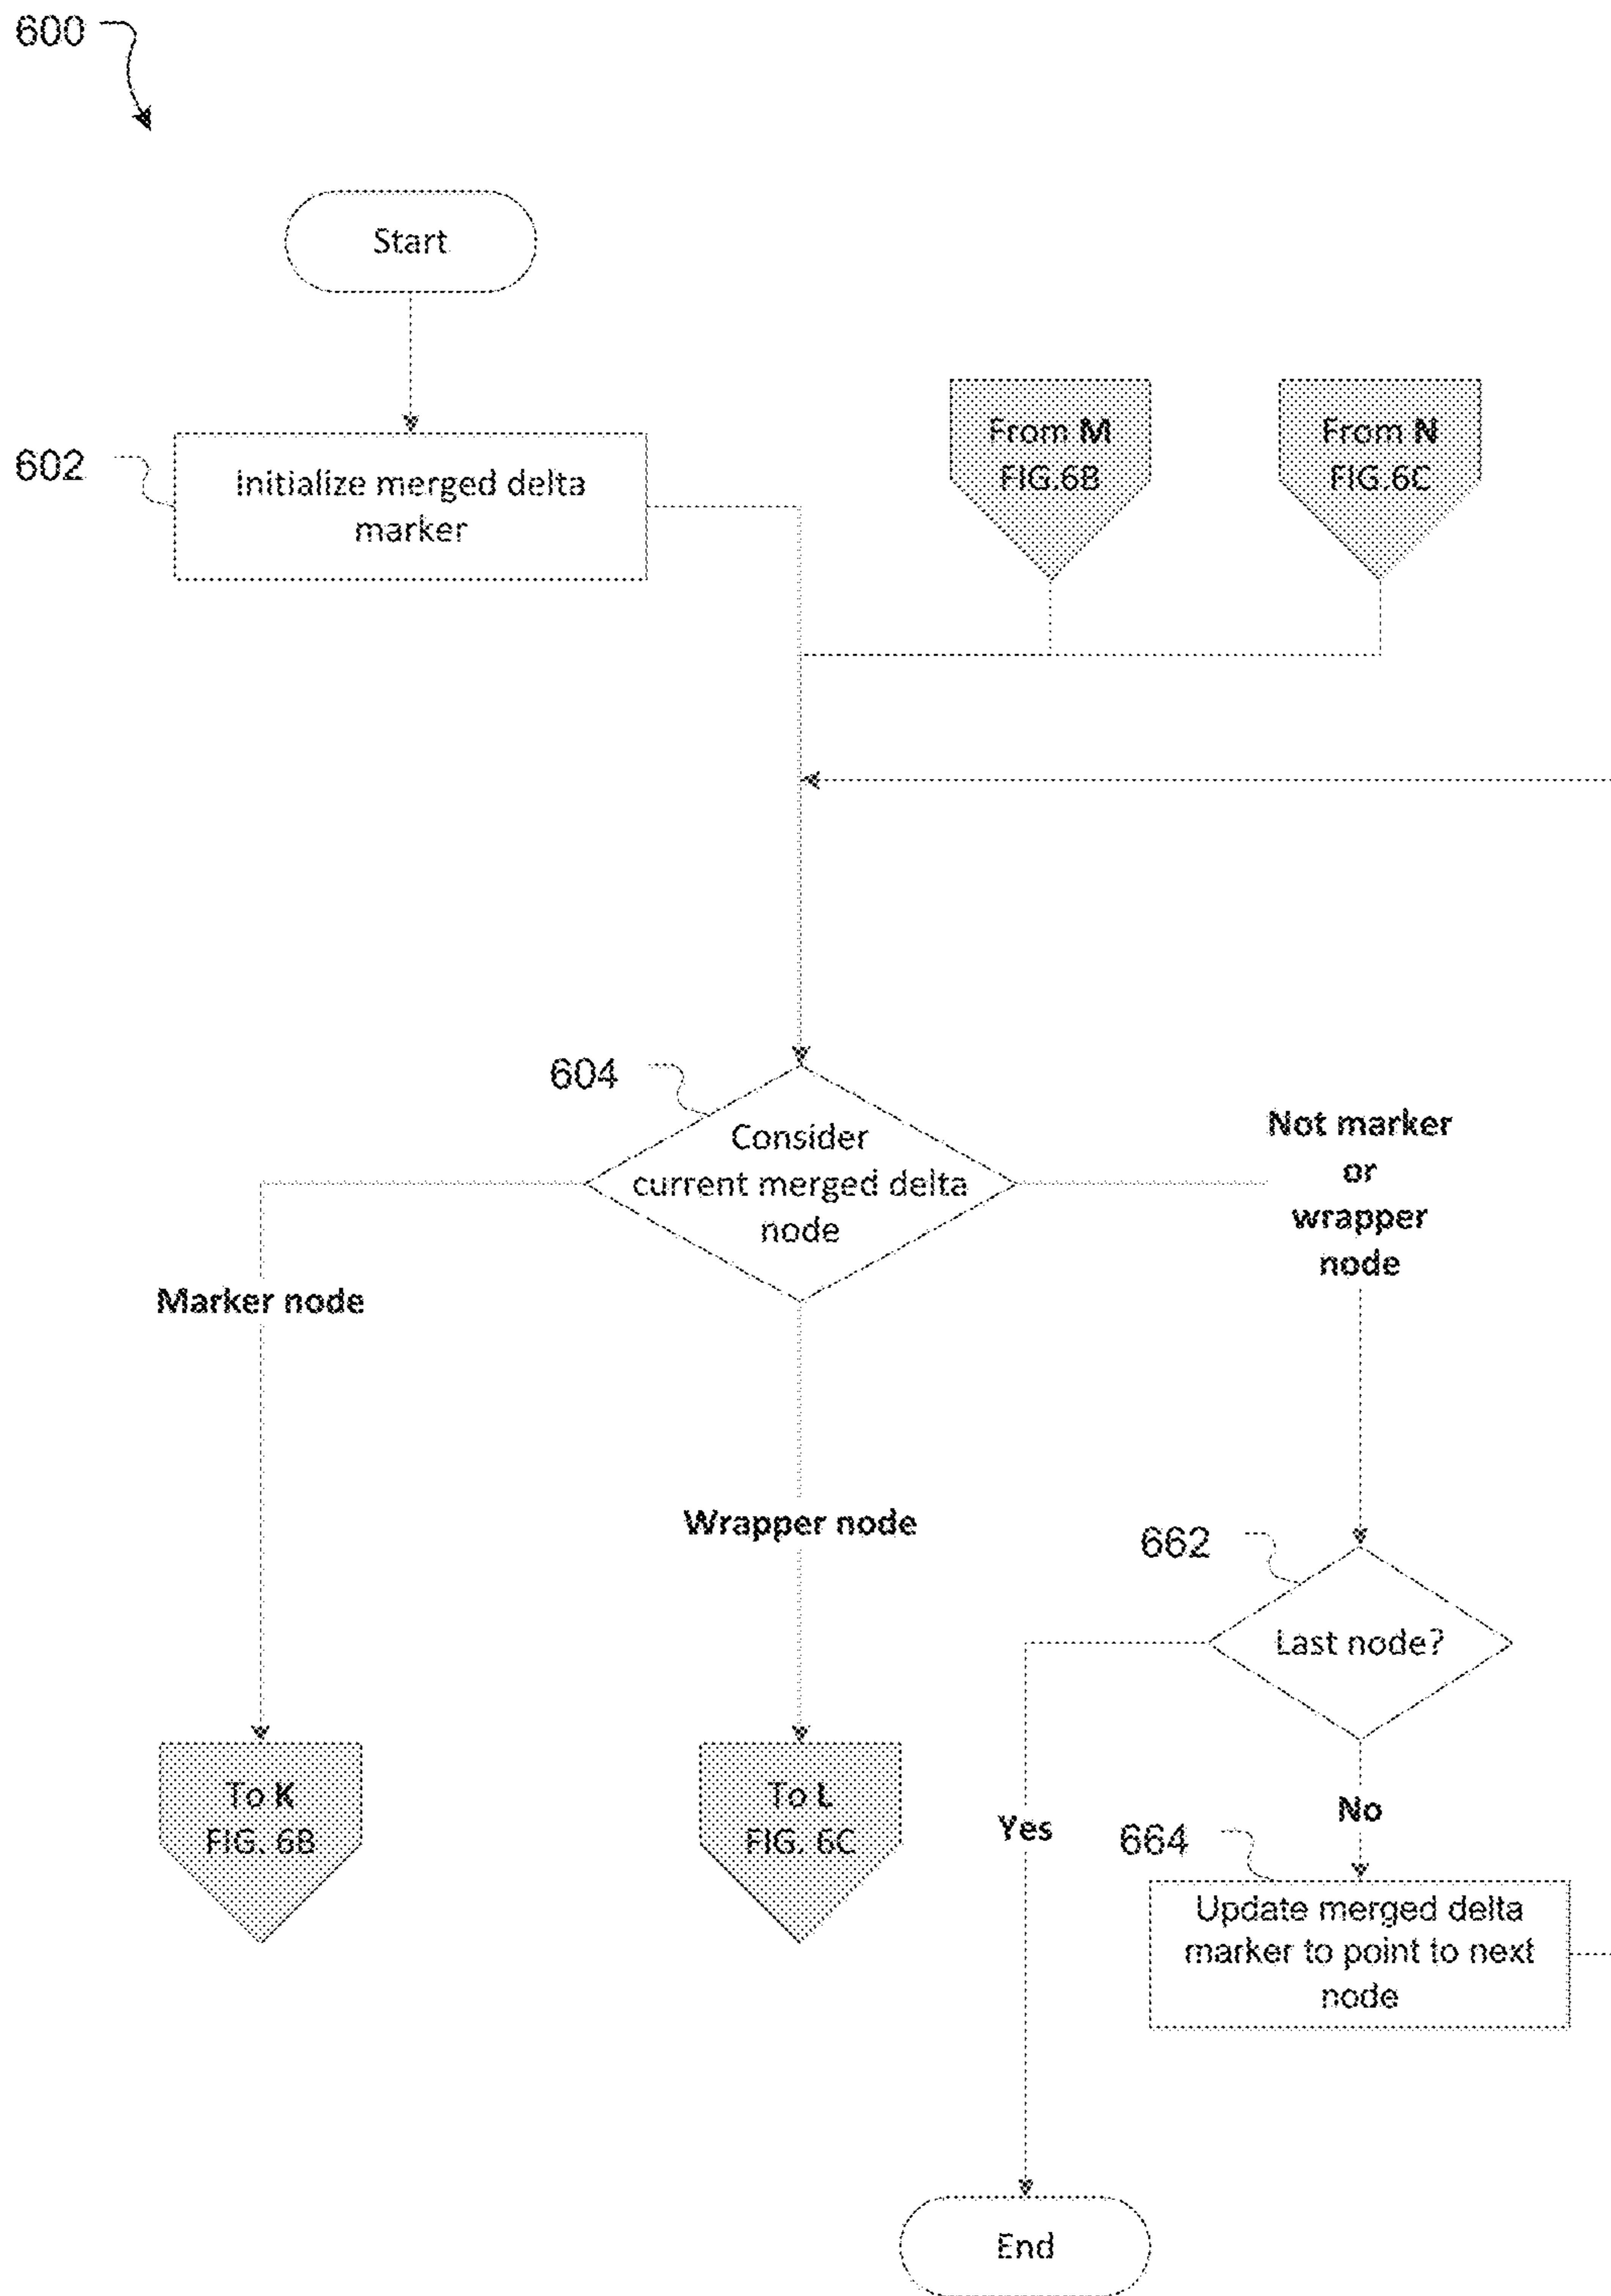 600
Start
602
Initialize merged delta
marker
From M
FIG.6B
From N
FIG.6C
604
Consider
current merged delta
node
Not marker
or
wrapper
node
Marker node
Wrapper node
662
Last node?
To K
FIG. 6B
To L
FIG. 6C
Yes
No
664
Update merged delta
marker to point to next
node
End